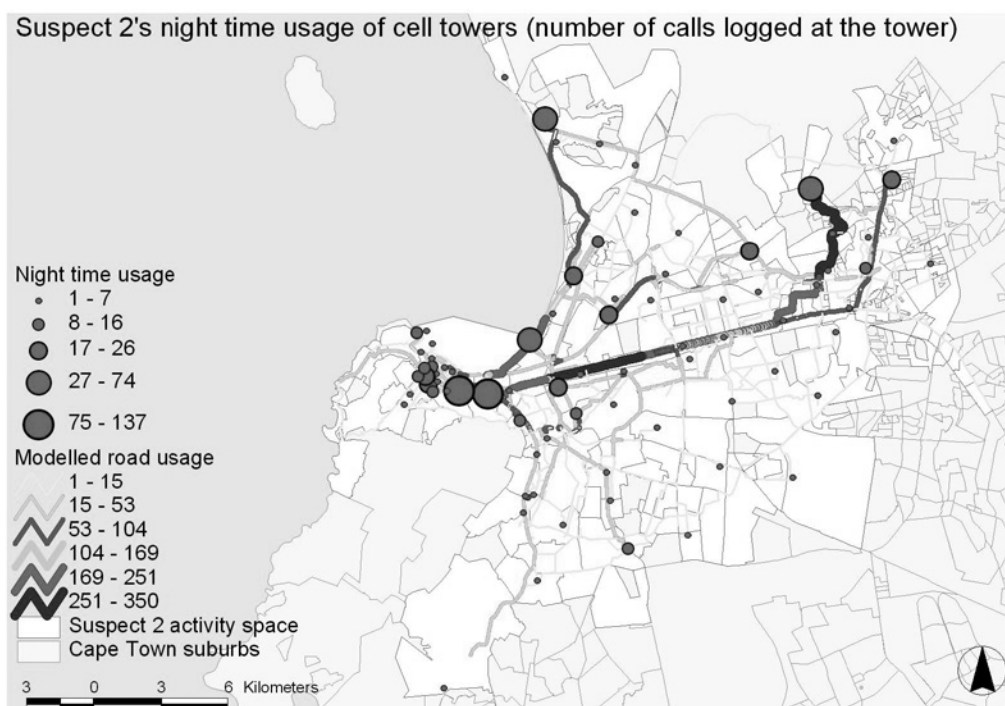 Suspect 2's night time usage of cell towers (number of calls logged at the tower)
Night time usage
1 - 7
8 - 16
17 - 26
27 - 74
75 - 137
Modelled road usage
1 - 15
15 - 53
53 - 104
104 - 169
169 - 251
251 - 350
Suspect 2 activity space
Cape Town suburbs
3 0 3 6 Kilometers